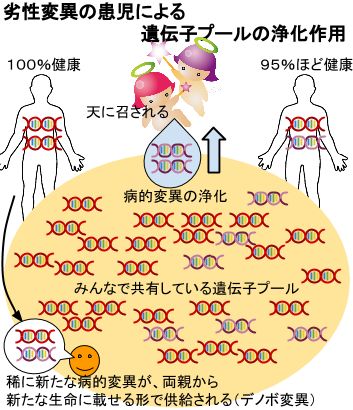 劣性変異の患児による
遺伝子プールの浄化作用
100%健康
95%ほど健康
天に召される
病的変異の浄化
みんなで共有している遺伝子プール
稀に新たな病的変異が、両親から
新たな生命に載せる形で供給される(デノボ変異)